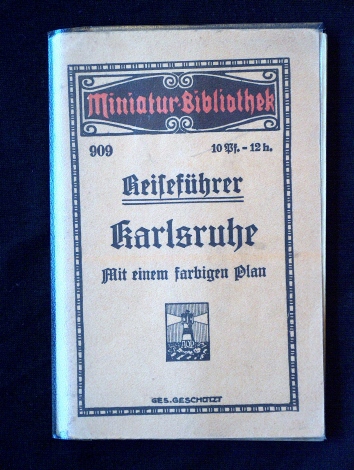 Miniatur-Bibliothek
909 10 Pf. - 12 h.
Reiseführer
Karlsruhe
Mit einem farbigen Plan
GES. GESCHÜTZT